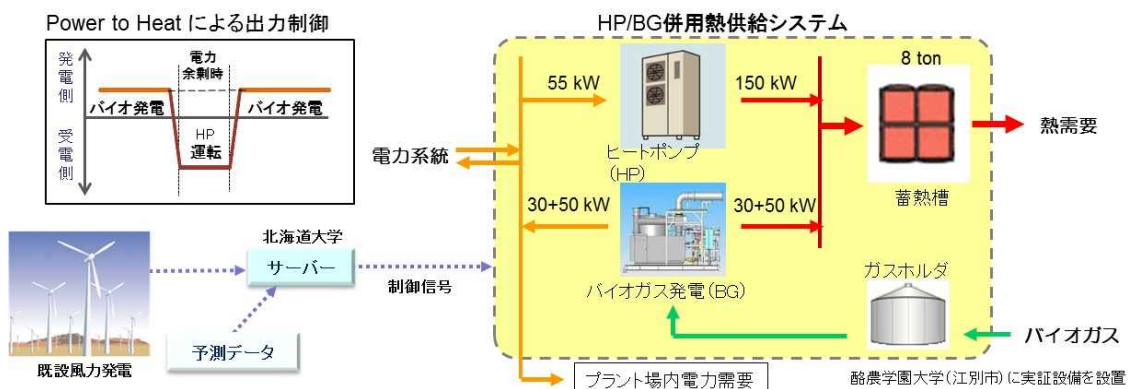 Power to Heat による出力制御
発電側
受電側
電力
余剰時
バイオ発電
バイオ発電
HP
運転
北海道大学
サーバー
予測データ
既設風力発電
制御信号
HP/BG併用熱供給システム
電力系統
55 kW
150 kW
ヒートポンプ
(HP)
30+50 kW
30+50 kW
バイオガス発電(BG)
8 ton
蓄熱槽
熱需要
ガスホルダ
バイオガス
プラント場内電力需要
酪農学園大学(江別市)に実証設備を設置